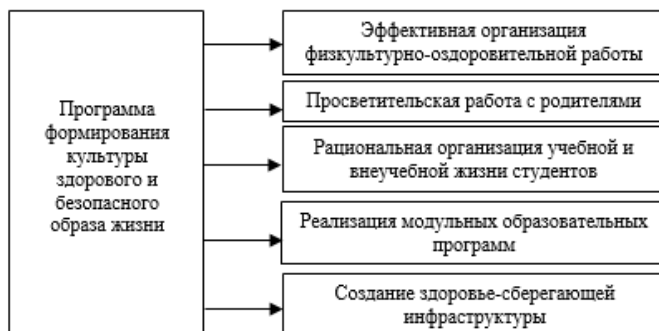 Программа
формирования
культуры
здорового и
безопасного
образа жизни
Эффективная организация
физкультурно-оздоровительной работы
Просветительская работа с родителями
Рациональная организация учебной и
внеучебной жизни студентов
Реализация модульных образовательных
программ
Создание здоровье-сберегающей
инфраструктуры